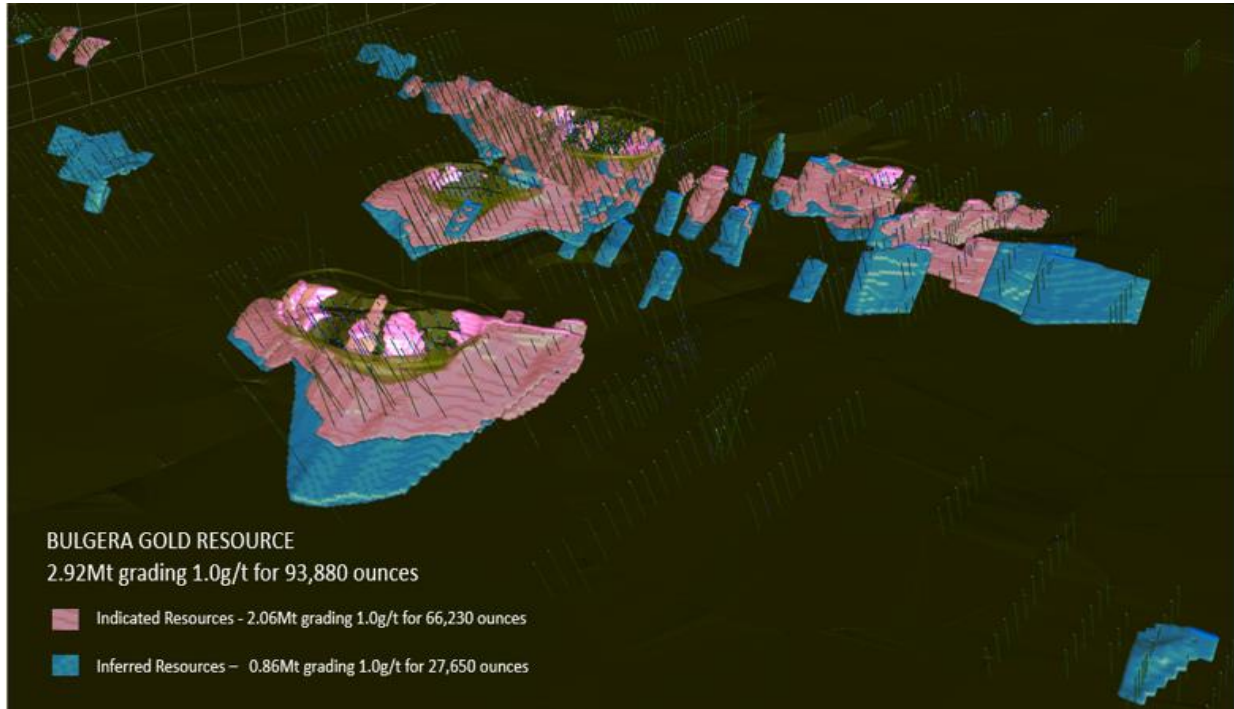 BULGERA GOLD RESOURCE
2.92Mt grading 1.0g/t for 93,880 ounces
Indicated Resources - 2.06Mt grading 1.0g/t for 66,230 ounces
Inferred Resources – 0.86Mt grading 1.0g/t for 27,650 ounces